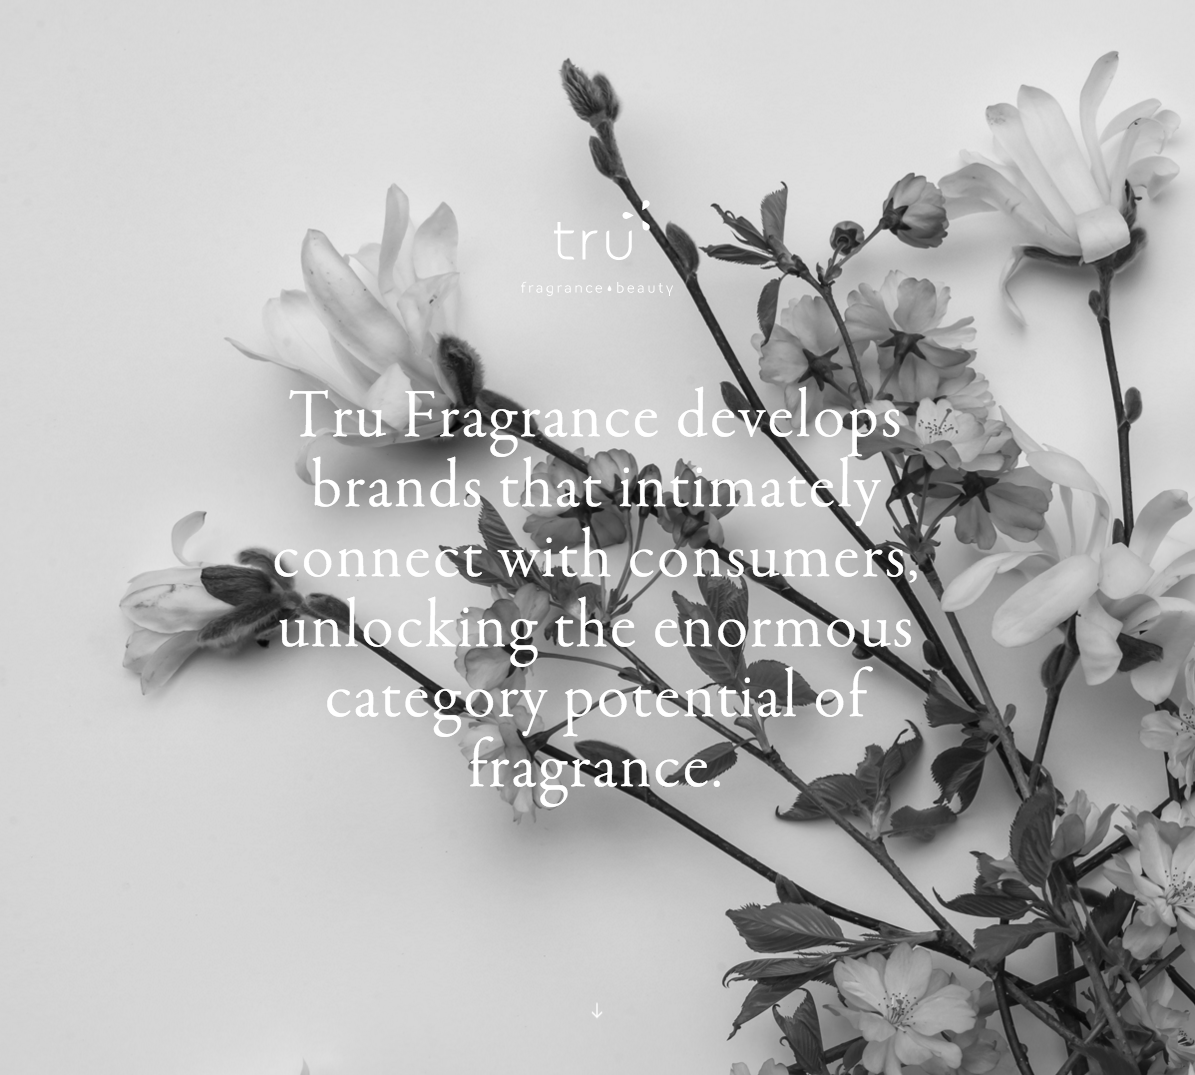 tru
fragrance beauty
Tru Fragrance develops
brands that intimately
connect with consumers,
unlocking the enormous
category potential of
fragrance.